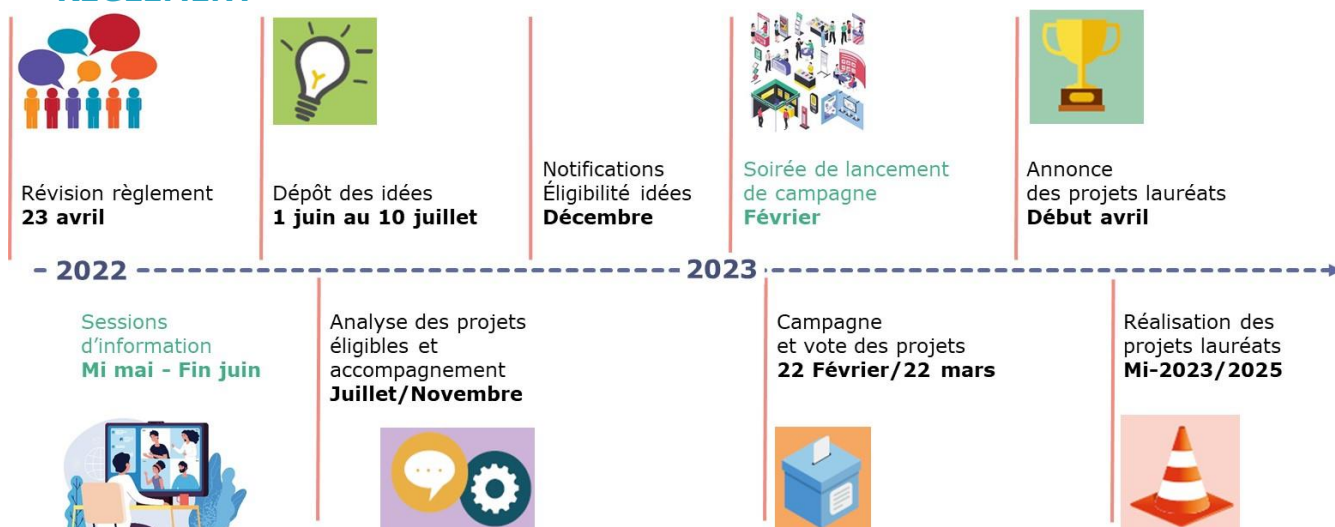 RÈGLEMENT
Révision règlement
23 avril
Dépôt des idées
1 juin au 10 juillet
Notifications
Éligibilité idées
Décembre
Soirée de lancement
de campagne
Février
Annonce
des projets lauréats
Début avril
2022
2023
Sessions
d'information
Mi mai - Fin juin
Analyse des projets
éligibles et
accompagnement
Juillet/Novembre
Campagne
et vote des projets
22 Février/22 mars
Réalisation des
projets lauréats
Mi-2023/2025